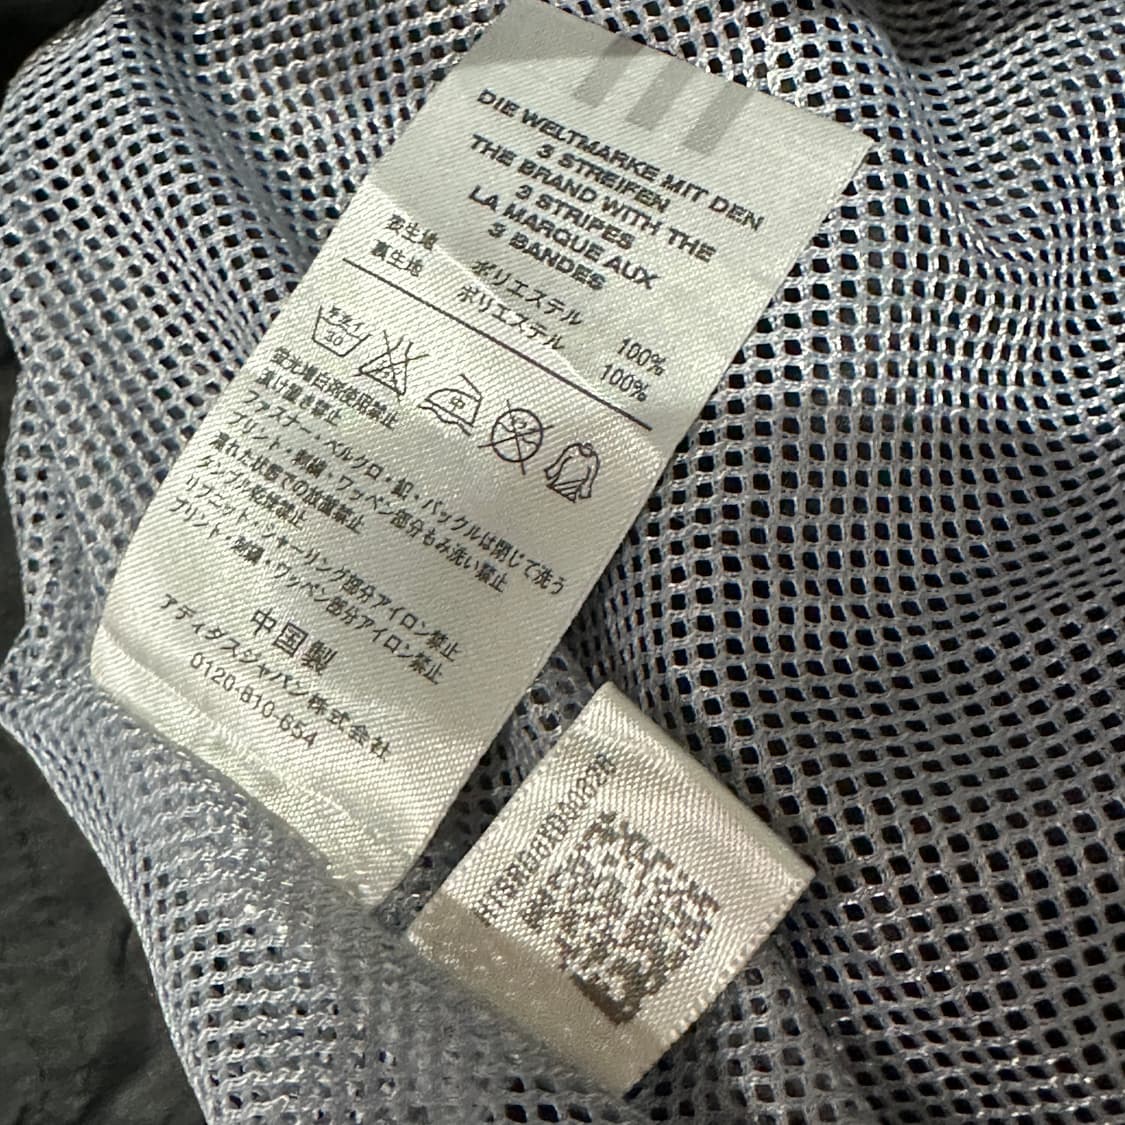 DIE WELTMARKE MIT DEN
3 STREIFEN
THE BRAND WITH THE
3 STRIPES
LA MARQUE AUX
3 BANDES
表生地 ポリエステル 100%
裏生地 ポリエステル 100%
手洗イ
30
中
蛍光増白剤使用禁止
漬け置き禁止
ファスナー・ベルクロ・釦・バックルは閉じて洗う
プリント・刺繍・ワッペン部分もみ洗い禁止
濡れた状態での放置禁止
タンブル乾燥禁止
リブニット・シャーリング部分アイロン禁止
プリント・刺繍・ワッペン部分アイロン禁止
中国製
アディダスジャパン株式会社
0120-810-654